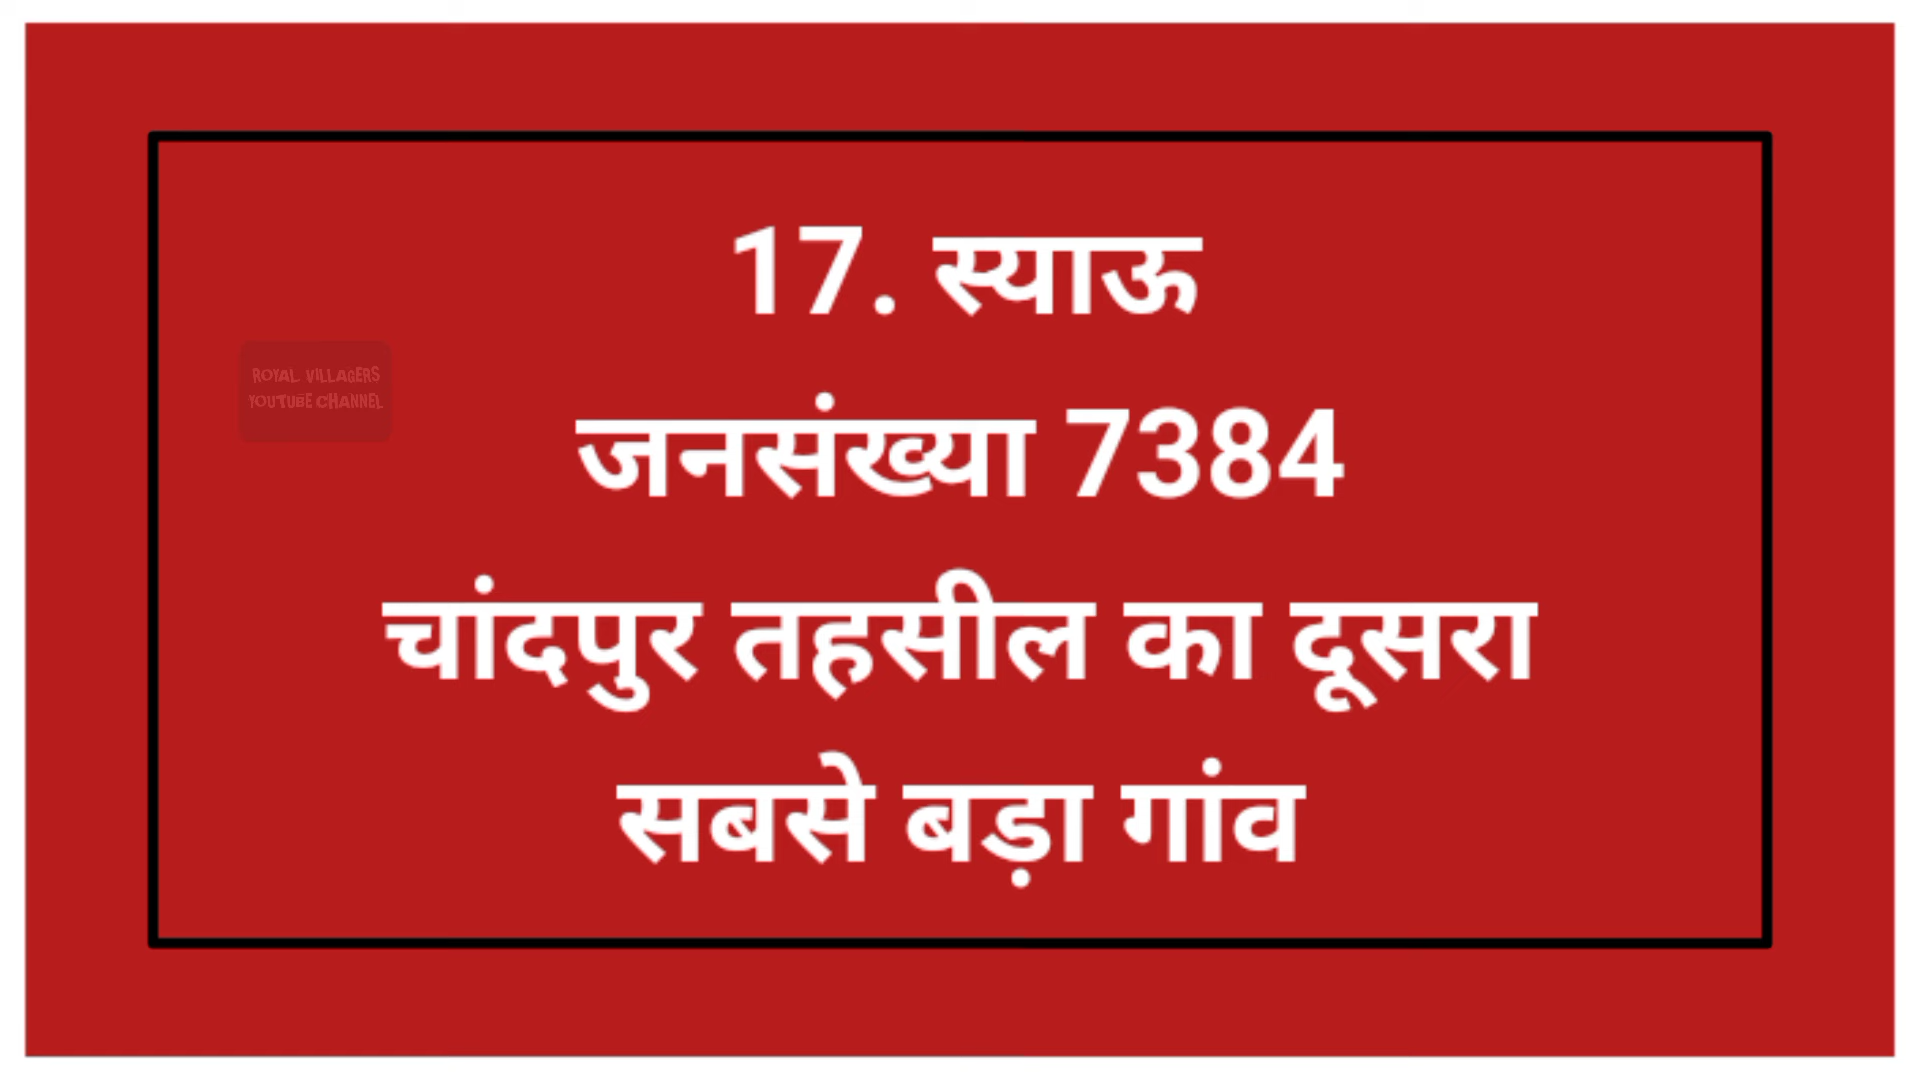 17. स्याऊ
ROYAL VILLAGERS
YOUTUBE CHANNEL
जनसंख्या 7384
चांदपुर तहसील का दूसरा
सबसे बड़ा गांव